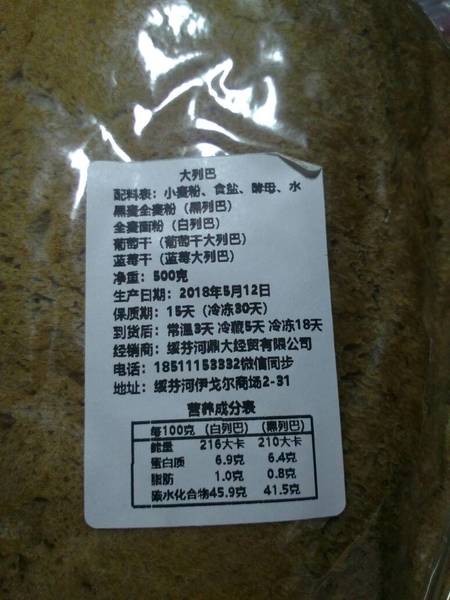 大列巴
配料表：小麦粉、食盐、酵母、水
黑麦全麦粉（黑列巴）
全麦面粉（白列巴）
葡萄干（葡萄干大列巴）
蓝莓干（蓝莓大列巴）
净重：500克
生产日期：2018年5月12日
保质期：15天（冷冻30天）
到货后：常温3天 冷藏5天 冷冻18天
经销商：绥芬河鼎大经贸有限公司
电话：18511153332微信同步
地址：绥芬河伊戈尔商场2-31
营养成分表
每100克 （白列巴） （黑列巴）
能量 216大卡 210大卡
蛋白质 6.9克 6.4克
脂肪 1.0克 0.8克
碳水化合物45.9克 41.5克